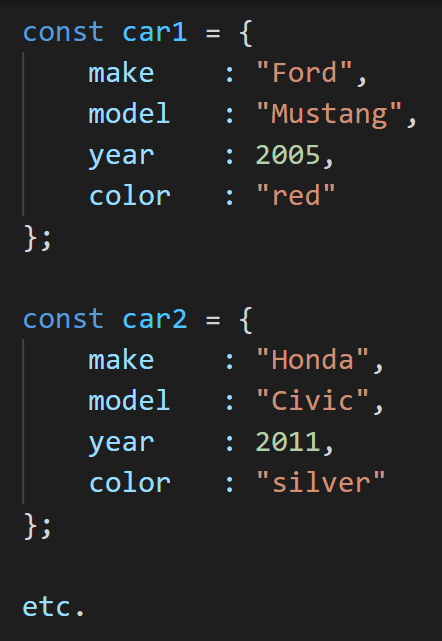 const car1 = {
    make    : "Ford",
    model   : "Mustang",
    year    : 2005,
    color   : "red"
};

const car2 = {
    make    : "Honda",
    model   : "Civic",
    year    : 2011,
    color   : "silver"
};

etc.